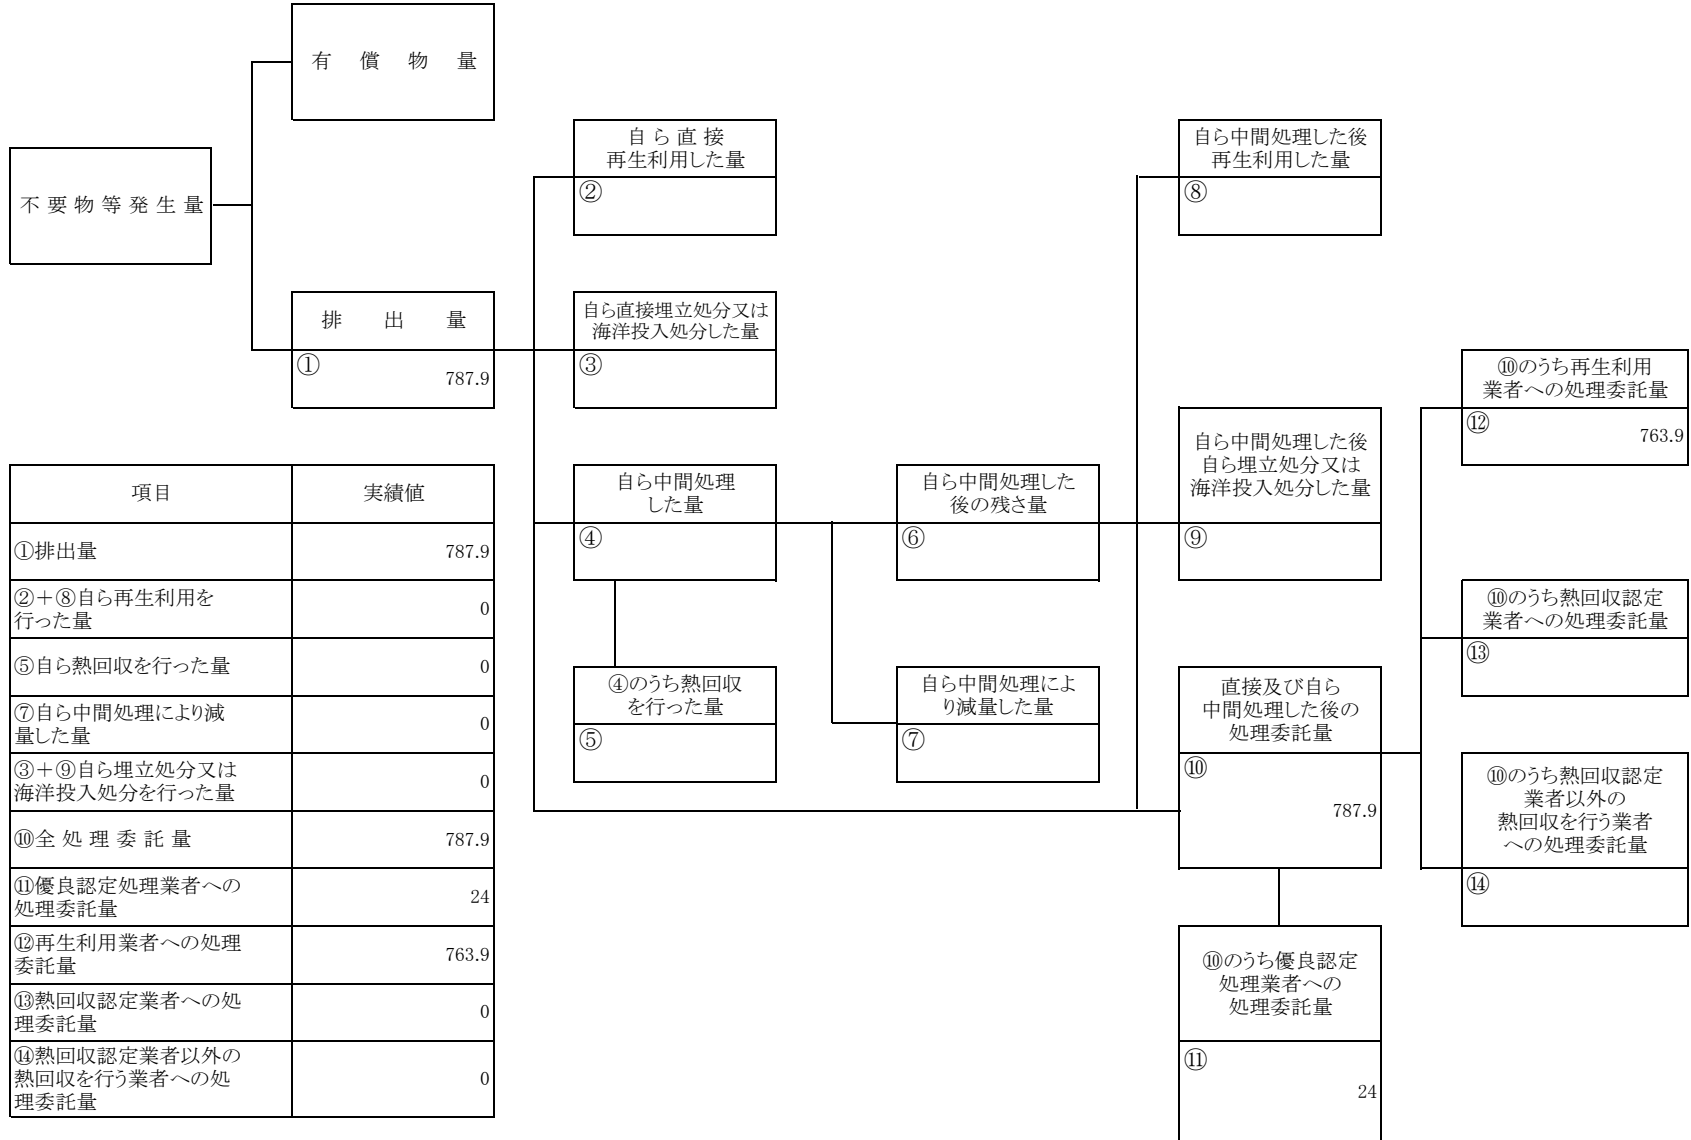 有償物量
不要物等発生量
排出量
①
787.9
自ら直接
再生利用した量
②
自ら直接埋立処分又は
海洋投入処分した量
③
自ら中間処理
した量
④
④のうち熱回収
を行った量
⑤
自ら中間処理した
後の残さ量
⑥
自ら中間処理によ
り減量した量
⑦
自ら中間処理した後
再生利用した量
⑧
自ら中間処理した後
自ら埋立処分又は
海洋投入処分した量
⑨
直接及び自ら
中間処理した後の
処理委託量
⑩
787.9
⑩のうち優良認定
処理業者への
処理委託量
⑪
24
⑩のうち再生利用
業者への処理委託量
⑫
763.9
⑩のうち熱回収認定
業者への処理委託量
⑬
⑩のうち熱回収認定
業者以外の
熱回収を行う業者
への処理委託量
⑭
項目 実績値
①排出量 787.9
②＋⑧自ら再生利用を
行った量 0
⑤自ら熱回収を行った量 0
⑦自ら中間処理により減
量した量 0
③＋⑨自ら埋立処分又は
海洋投入処分を行った量 0
⑩全処理委託量 787.9
⑪優良認定処理業者への
処理委託量 24
⑫再生利用業者への処理
委託量 763.9
⑬熱回収認定業者への処
理委託量 0
⑭熱回収認定業者以外の
熱回収を行う業者への処
理委託量 0